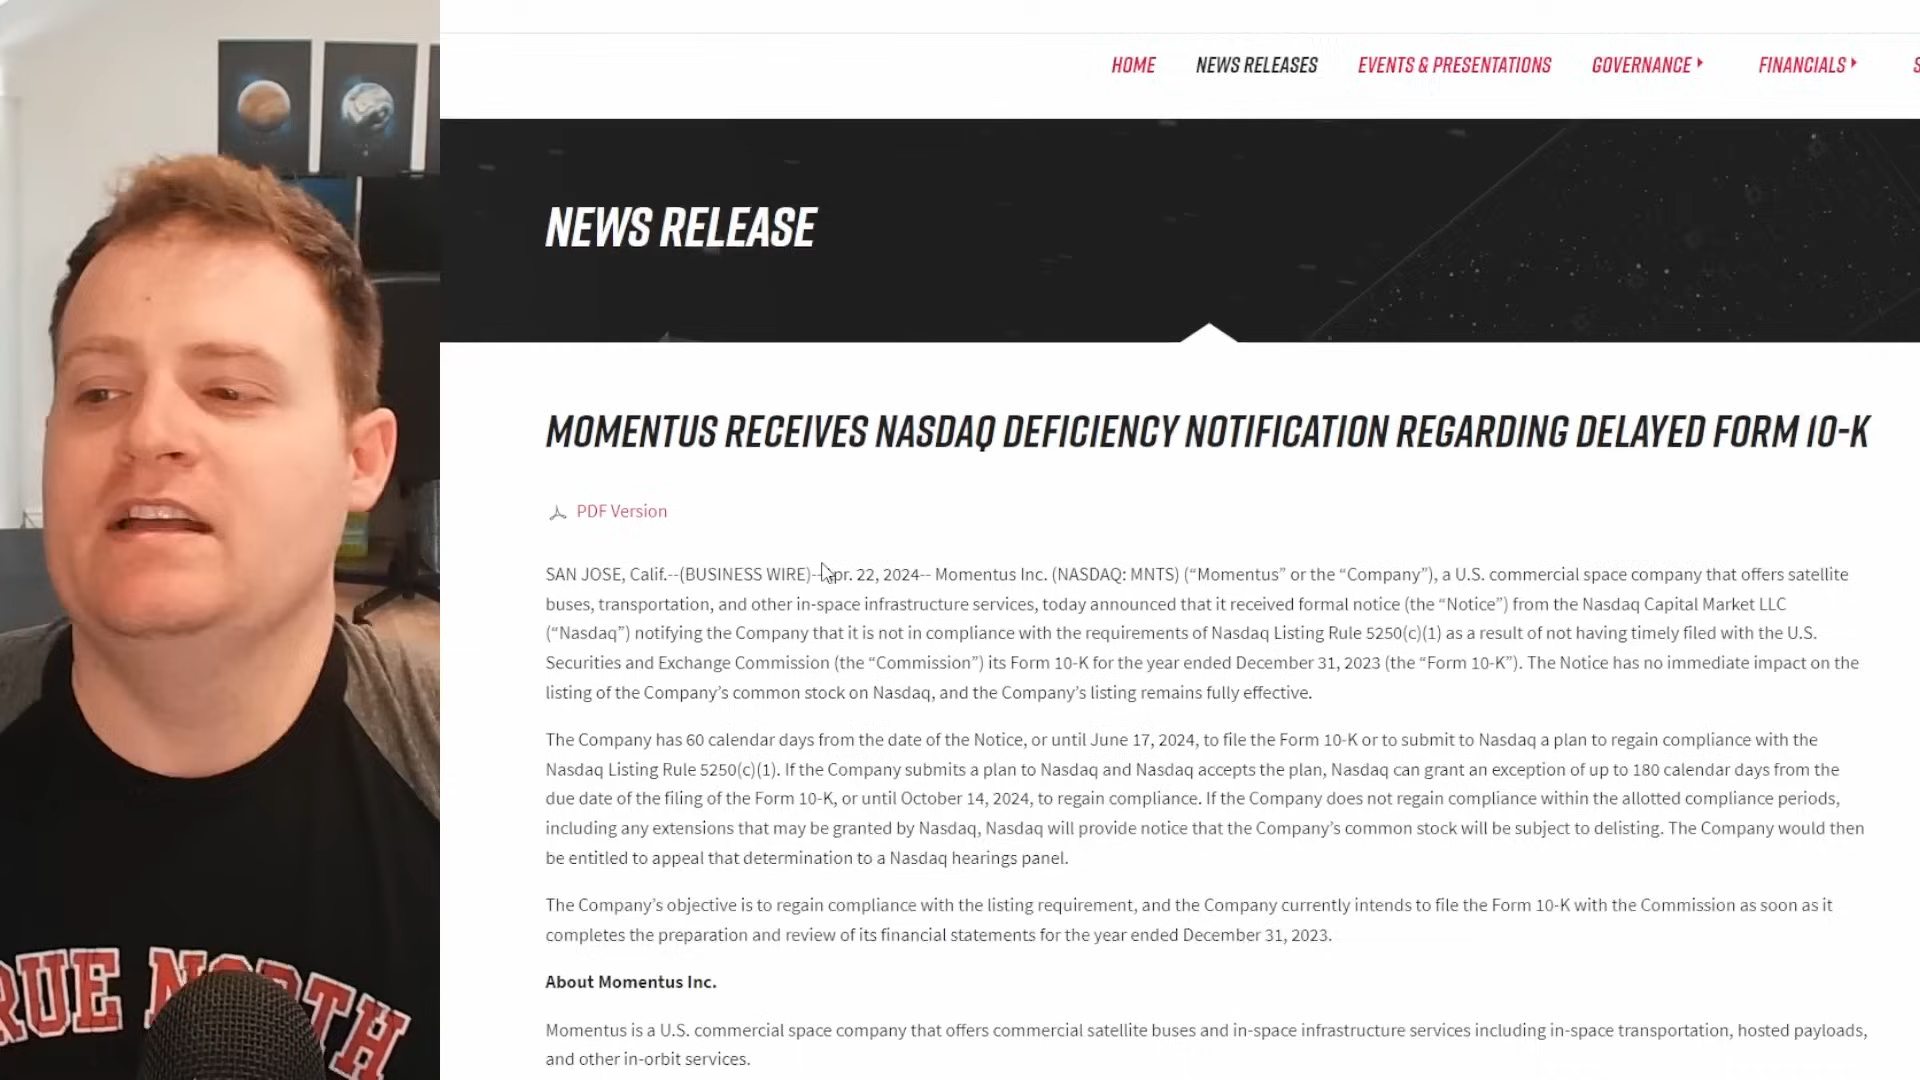 HOME NEWS RELEASES EVENTS & PRESENTATIONS GOVERNANCE FINANCIALS S
NEWS RELEASE
MOMENTUS RECEIVES NASDAQ DEFICIENCY NOTIFICATION REGARDING DELAYED FORM 10-K
PDF Version
SAN JOSE, Calif.--(BUSINESS WIRE)--Apr. 22, 2024-- Momentus Inc. (NASDAQ: MNTS) (“Momentus” or the “Company”), a U.S. commercial space company that offers satellite
buses, transportation, and other in-space infrastructure services, today announced that it received formal notice (the “Notice”) from the Nasdaq Capital Market LLC
(“Nasdaq”) notifying the Company that it is not in compliance with the requirements of Nasdaq Listing Rule 5250(c)(1) as a result of not having timely filed with the U.S.
Securities and Exchange Commission (the “Commission”) its Form 10-K for the year ended December 31, 2023 (the “Form 10-K”). The Notice has no immediate impact on the
listing of the Company’s common stock on Nasdaq, and the Company’s listing remains fully effective.
The Company has 60 calendar days from the date of the Notice, or until June 17, 2024, to file the Form 10-K or to submit to Nasdaq a plan to regain compliance with the
Nasdaq Listing Rule 5250(c)(1). If the Company submits a plan to Nasdaq and Nasdaq accepts the plan, Nasdaq can grant an exception of up to 180 calendar days from the
due date of the filing of the Form 10-K, or until October 14, 2024, to regain compliance. If the Company does not regain compliance within the allotted compliance periods,
including any extensions that may be granted by Nasdaq, Nasdaq will provide notice that the Company’s common stock will be subject to delisting. The Company would then
be entitled to appeal that determination to a Nasdaq hearings panel.
The Company’s objective is to regain compliance with the listing requirement, and the Company currently intends to file the Form 10-K with the Commission as soon as it
completes the preparation and review of its financial statements for the year ended December 31, 2023.
About Momentus Inc.
Momentus is a U.S. commercial space company that offers commercial satellite buses and in-space infrastructure services including in-space transportation, hosted payloads,
and other in-orbit services.
RUE NORTH